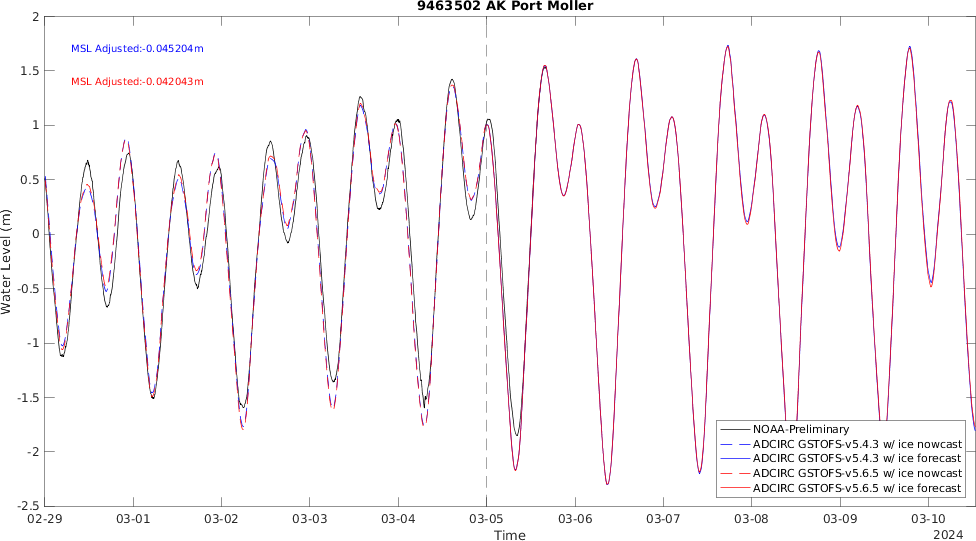 9463502 AK Port Moller
MSL Adjusted:-0.045204m
MSL Adjusted:-0.042043m
Water Level (m)
2
1.5
1
0.5
0
-0.5
-1
-1.5
-2
-2.5
NOAA-Preliminary
ADCIRC GSTOFS-v5.4.3 w/ ice nowcast
ADCIRC GSTOFS-v5.4.3 w/ ice forecast
ADCIRC GSTOFS-v5.6.5 w/ ice nowcast
ADCIRC GSTOFS-v5.6.5 w/ ice forecast
02-29 03-01 03-02 03-03 03-04 03-05 03-06 03-07 03-08 03-09 03-10
Time
2024